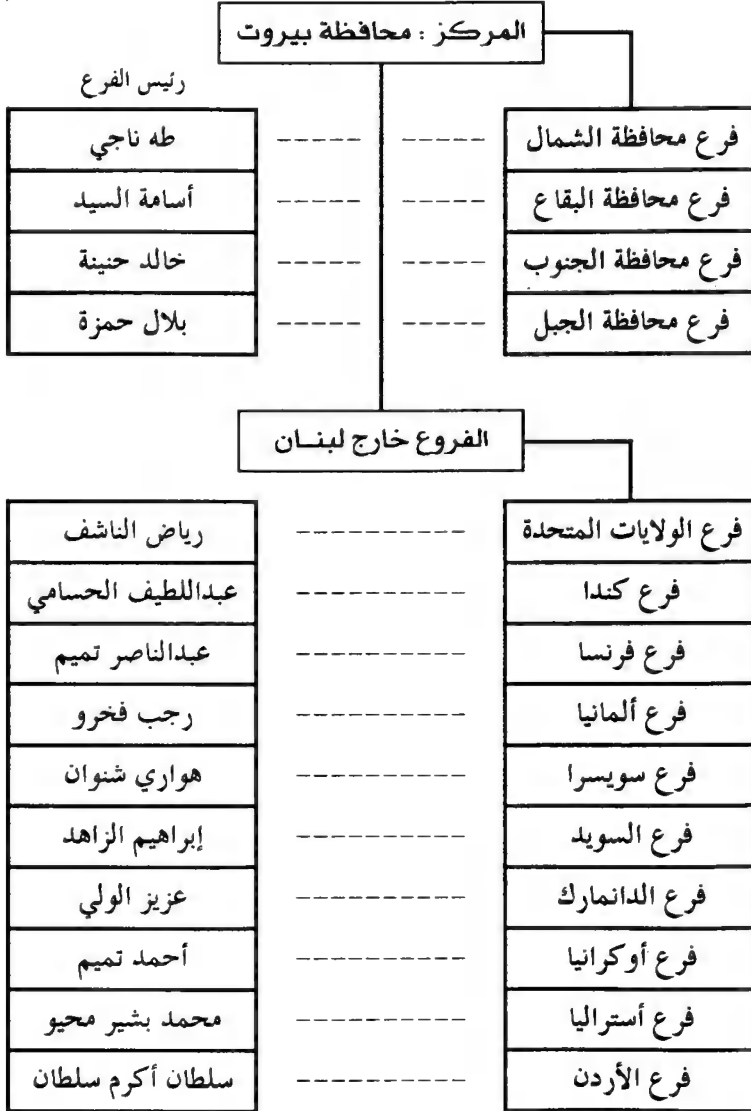 المركز : محافظة بيروت
رئيس الفرع
فرع محافظة الشمال ----- ----- طه ناجي
فرع محافظة البقاع ----- ----- أسامة السيد
فرع محافظة الجنوب ----- ----- خالد حنينة
فرع محافظة الجبل ----- ----- بلال حمزة
الفروع خارج لبنــان
فرع الولايات المتحدة ---------- رياض الناشف
فرع كندا ---------- عبداللطيف الحسامي
فرع فرنسا ---------- عبدالناصر تميم
فرع ألمانيا ---------- رجب فخرو
فرع سويسرا ---------- هواري شنوان
فرع السويد ---------- إبراهيم الزاهد
فرع الدانمارك ---------- عزيز الولي
فرع أوكرانيا ---------- أحمد تميم
فرع أستراليا ---------- محمد بشير محيو
فرع الأردن ---------- سلطان أكرم سلطان